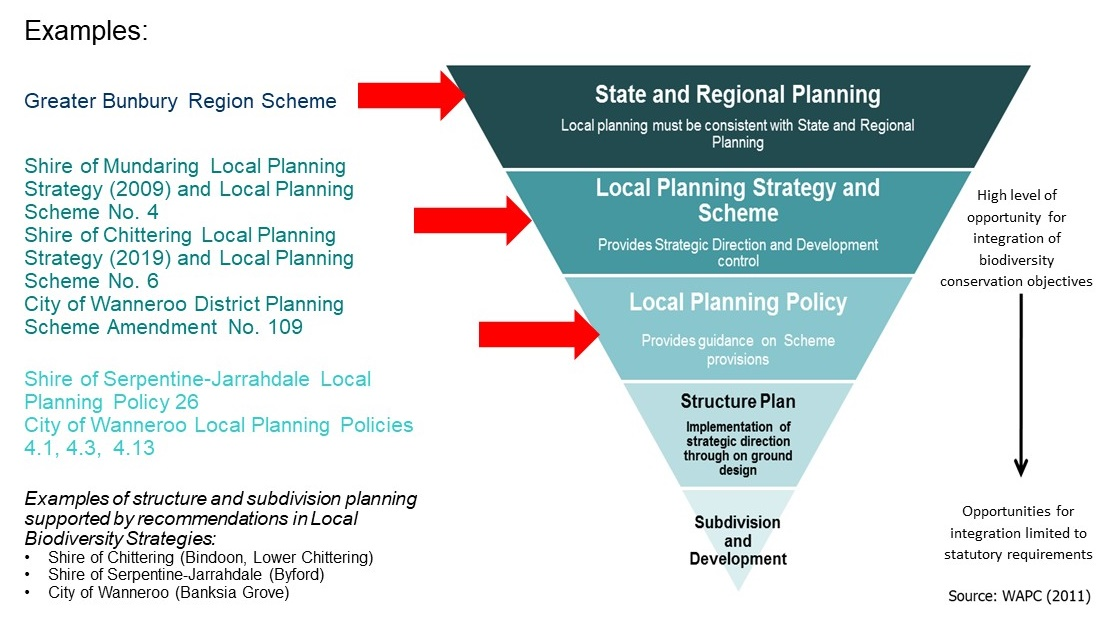 Examples:
Greater Bunbury Region Scheme
Shire of Mundaring Local Planning
Strategy (2009) and Local Planning
Scheme No. 4
Shire of Chittering Local Planning
Strategy (2019) and Local Planning
Scheme No. 6
City of Wanneroo District Planning
Scheme Amendment No. 109
Shire of Serpentine-Jarrahdale Local
Planning Policy 26
City of Wanneroo Local Planning Policies
4.1, 4.3, 4.13
Examples of structure and subdivision planning
supported by recommendations in Local
Biodiversity Strategies:
• Shire of Chittering (Bindoon, Lower Chittering)
• Shire of Serpentine-Jarrahdale (Byford)
• City of Wanneroo (Banksia Grove)
State and Regional Planning
Local planning must be consistent with State and Regional
Planning
Local Planning Strategy and
Scheme
Provides Strategic Direction and Development
control
Local Planning Policy
Provides guidance on Scheme
provisions
Structure Plan
Implementation of
strategic direction
through on ground
design
Subdivision
and
Development
High level of
opportunity for
integration of
biodiversity
conservation objectives
Opportunities for
integration limited to
statutory requirements
Source: WAPC (2011)